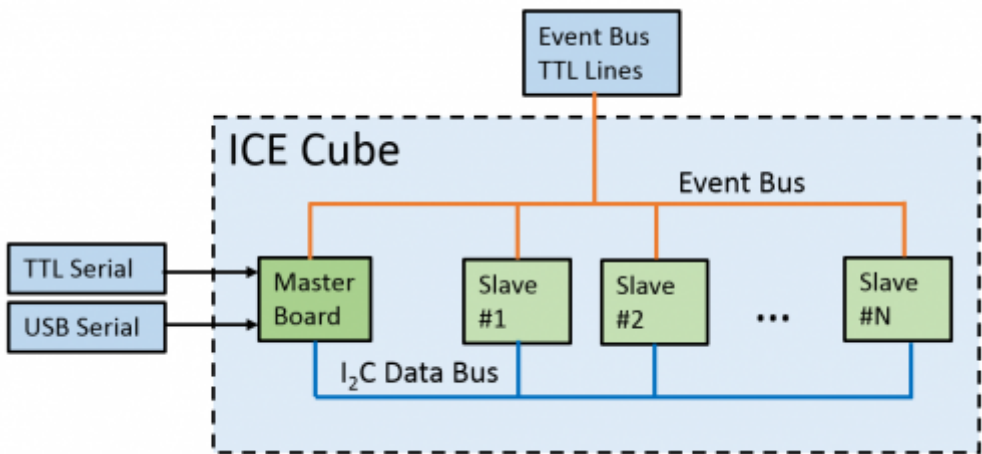 Event Bus
TTL Lines
ICE Cube
Event Bus
TTL Serial
USB Serial
Master
Board
Slave
#1
Slave
#2
...
Slave
#N
I₂C Data Bus